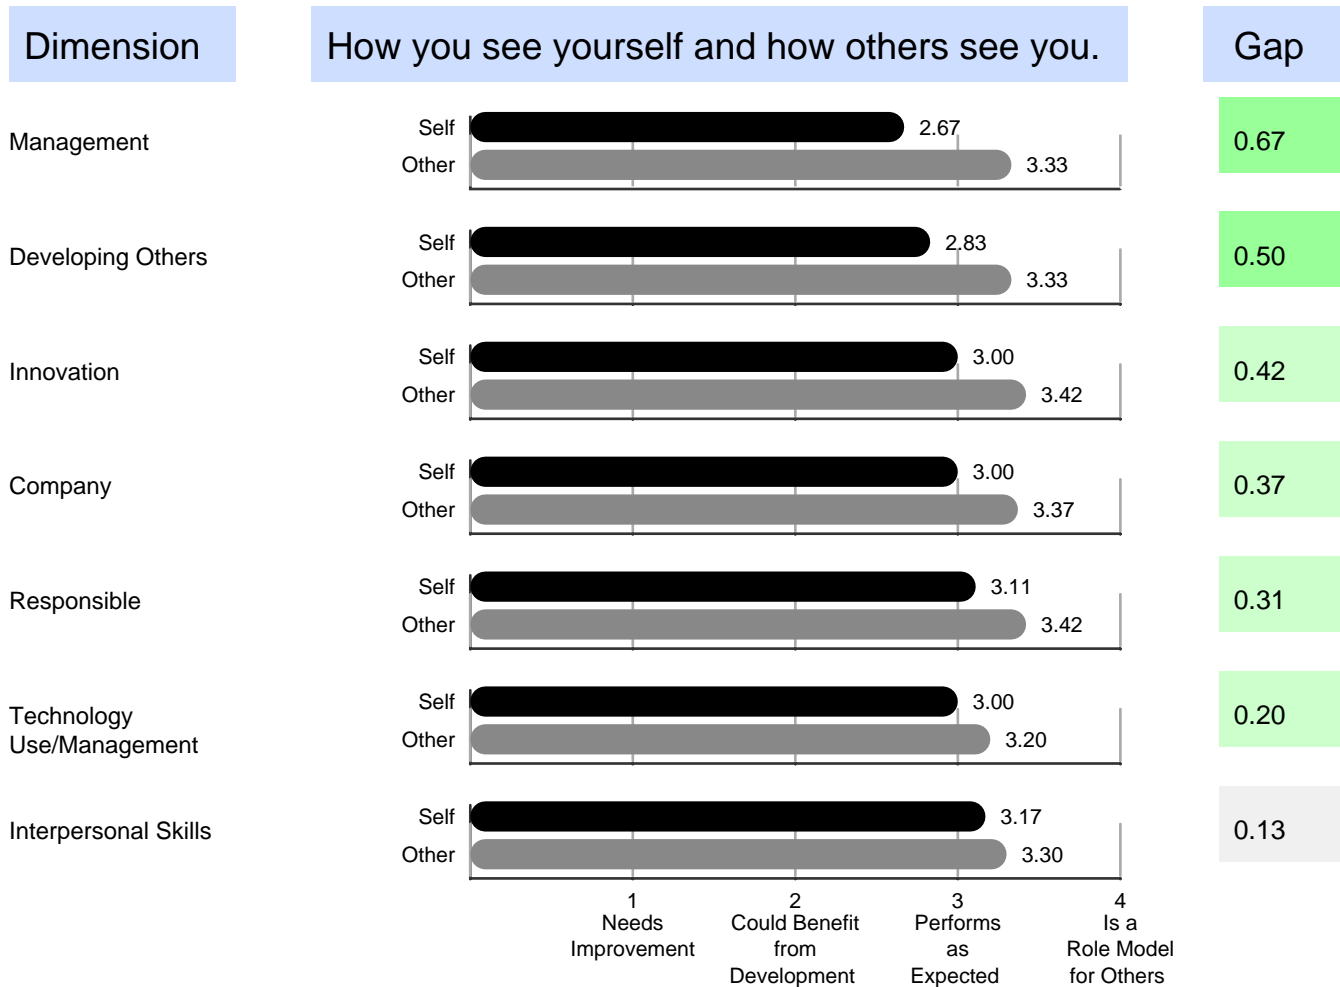 Dimension
How you see yourself and how others see you.
Gap
Management
Self
2.67
Other
3.33
0.67
Developing Others
Self
2.83
Other
3.33
0.50
Innovation
Self
3.00
Other
3.42
0.42
Company
Self
3.00
Other
3.37
0.37
Responsible
Self
3.11
Other
3.42
0.31
Technology
Use/Management
Self
3.00
Other
3.20
0.20
Interpersonal Skills
Self
3.17
Other
3.30
0.13
1
Needs
Improvement
2
Could Benefit
from
Development
3
Performs
as
Expected
4
Is a
Role Model
for Others